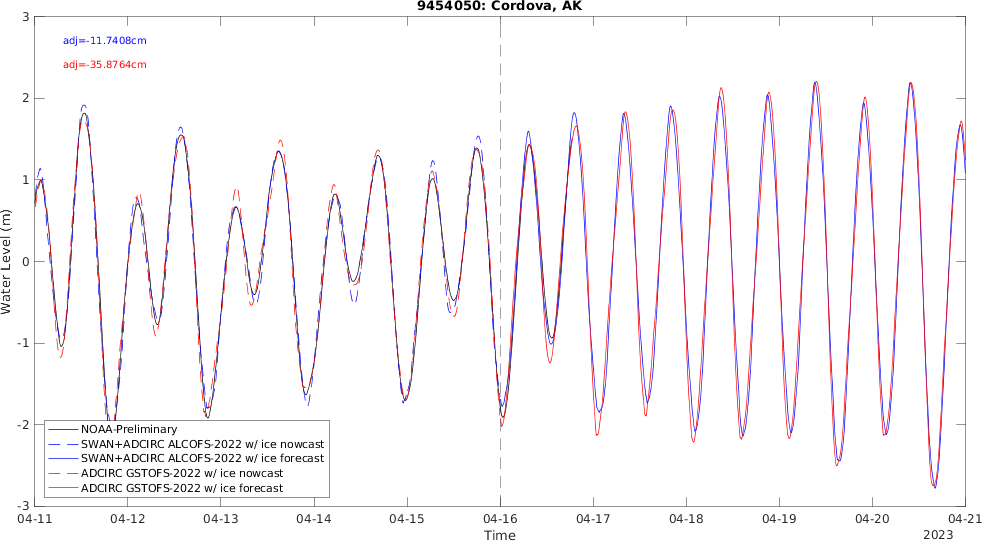 9454050: Cordova, AK
adj=-11.7408cm
adj=-35.8764cm
Water Level (m)
3
2
1
0
-1
-2
-3
NOAA-Preliminary
SWAN+ADCIRC ALCOFS-2022 w/ ice nowcast
SWAN+ADCIRC ALCOFS-2022 w/ ice forecast
ADCIRC GSTOFS-2022 w/ ice nowcast
ADCIRC GSTOFS-2022 w/ ice forecast
04-11 04-12 04-13 04-14 04-15 04-16 04-17 04-18 04-19 04-20 04-21
Time
2023